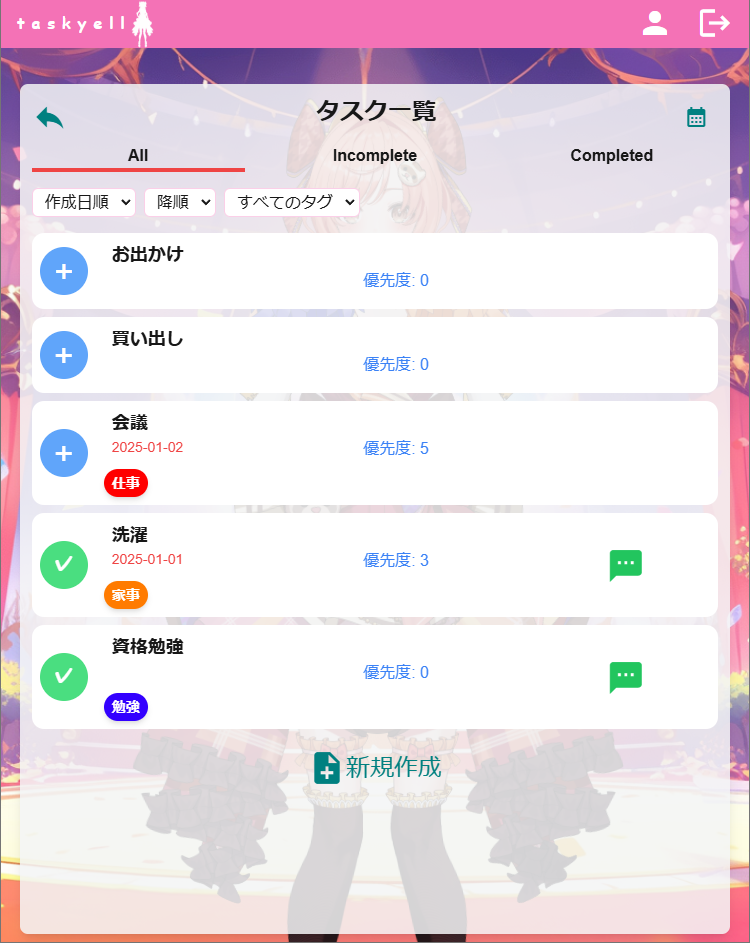 taskyell
タスク一覧
All Incomplete Completed
作成日順 降順 すべてのタグ
お出かけ
優先度: 0
買い出し
優先度: 0
会議
2025-01-02 優先度: 5
仕事
洗濯
2025-01-01 優先度: 3
家事
資格勉強
優先度: 0
勉強
新規作成